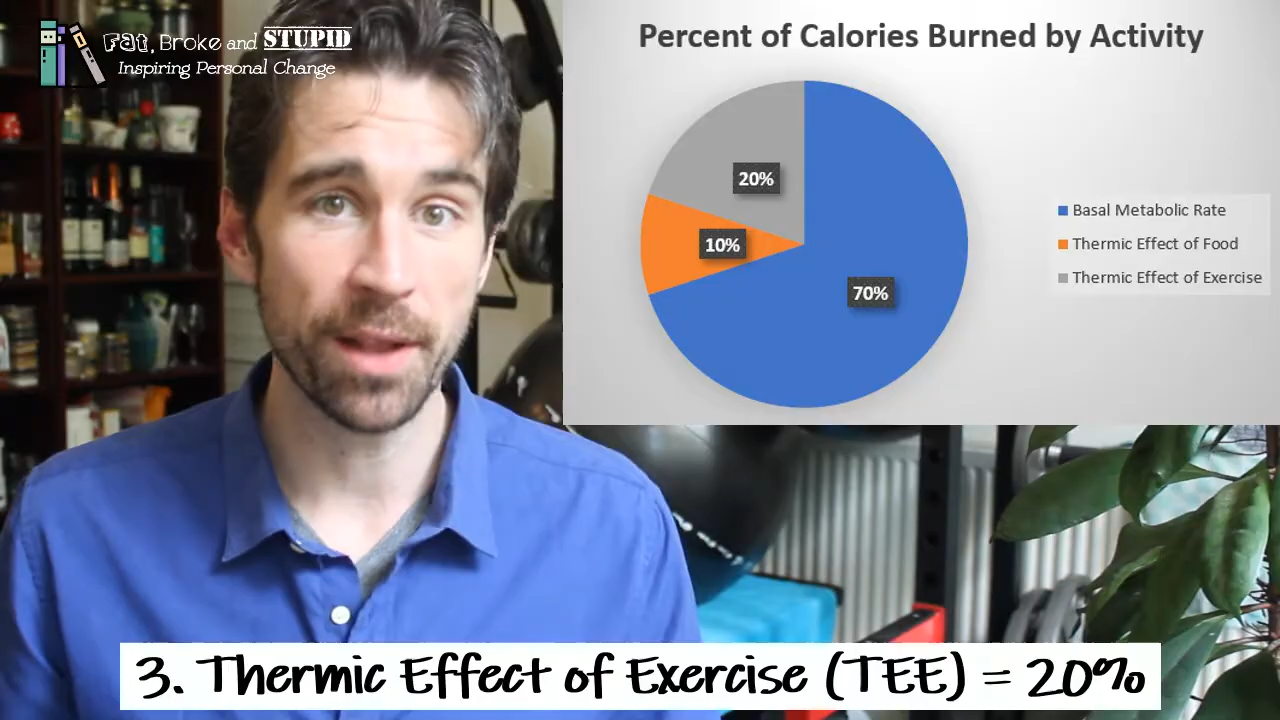 Fat, Broke and STUPID
Inspiring Personal Change
Percent of Calories Burned by Activity
20%
10%
70%
Basal Metabolic Rate
Thermic Effect of Food
Thermic Effect of Exercise
3. Thermic Effect of Exercise (TEE) = 20%